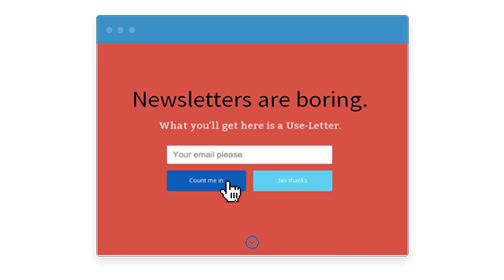 Newsletters are boring.
What you'll get here is a Use-Letter.
Your email please
Count me in
No thanks